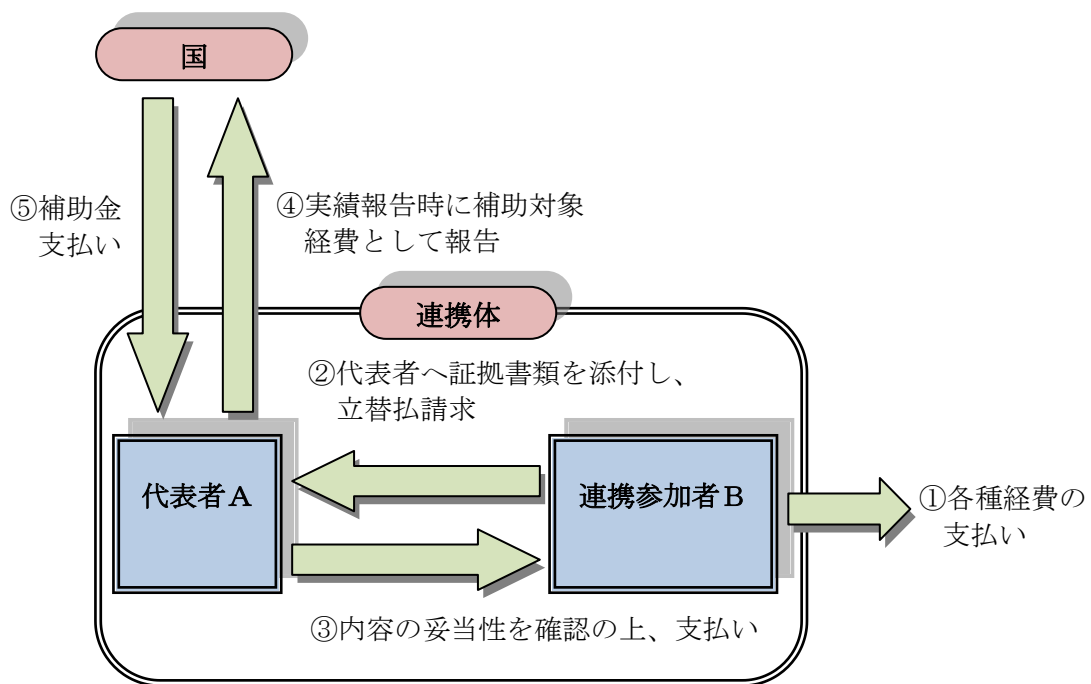 国
⑤補助金
支払い
④実績報告時に補助対象
経費として報告
連携体
②代表者へ証拠書類を添付し、
立替払請求
代表者A
連携参加者B
①各種経費の
支払い
③内容の妥当性を確認の上、支払い